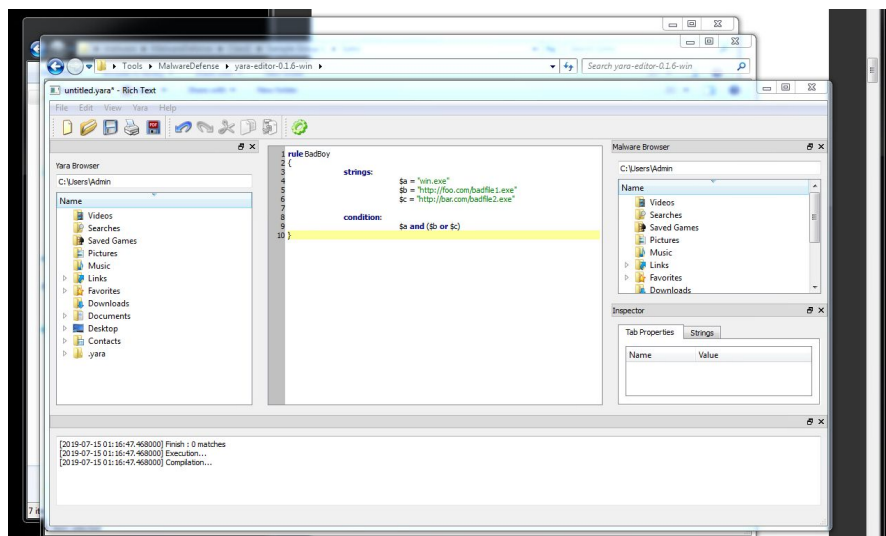 Tools ▸ MalwareDefense ▸ yara-editor-0.1.6-win ▸
Search yara-editor-0.1.6-win
untitled.yara* - Rich Text
File Edit View Yara Help
Yara Browser
C:\Users\Admin
Name
Videos
Searches
Saved Games
Pictures
Music
Links
Favorites
Downloads
Documents
Desktop
Contacts
.yara
1 rule BadBoy
2 {
3 strings:
4 $a = "win.exe"
5 $b = "http://foo.com/badfile1.exe"
6 $c = "http://bar.com/badfile2.exe"
7
8 condition:
9 $a and ($b or $c)
10 }
Malware Browser
C:\Users\Admin
Name
Videos
Searches
Saved Games
Pictures
Music
Links
Favorites
Downloads
Inspector
Tab Properties Strings
Name Value
[2019-07-15 01:16:47.468000] Finish : 0 matches
[2019-07-15 01:16:47.468000] Execution...
[2019-07-15 01:16:47.468000] Compilation...
7 it